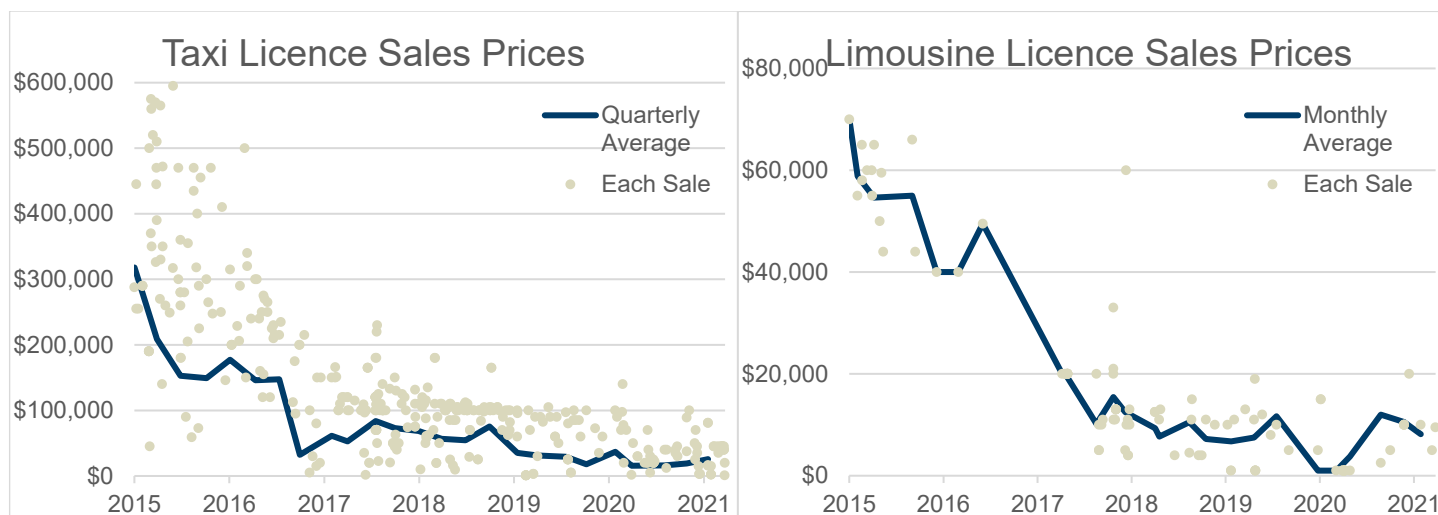 Taxi Licence Sales Prices
$600,000
$500,000
$400,000
$300,000
$200,000
$100,000
$0
2015 2016 2017 2018 2019 2020 2021
Quarterly
Average
Each Sale
Limousine Licence Sales Prices
$80,000
$60,000
$40,000
$20,000
$0
2015 2016 2017 2018 2019 2020 2021
Monthly
Average
Each Sale